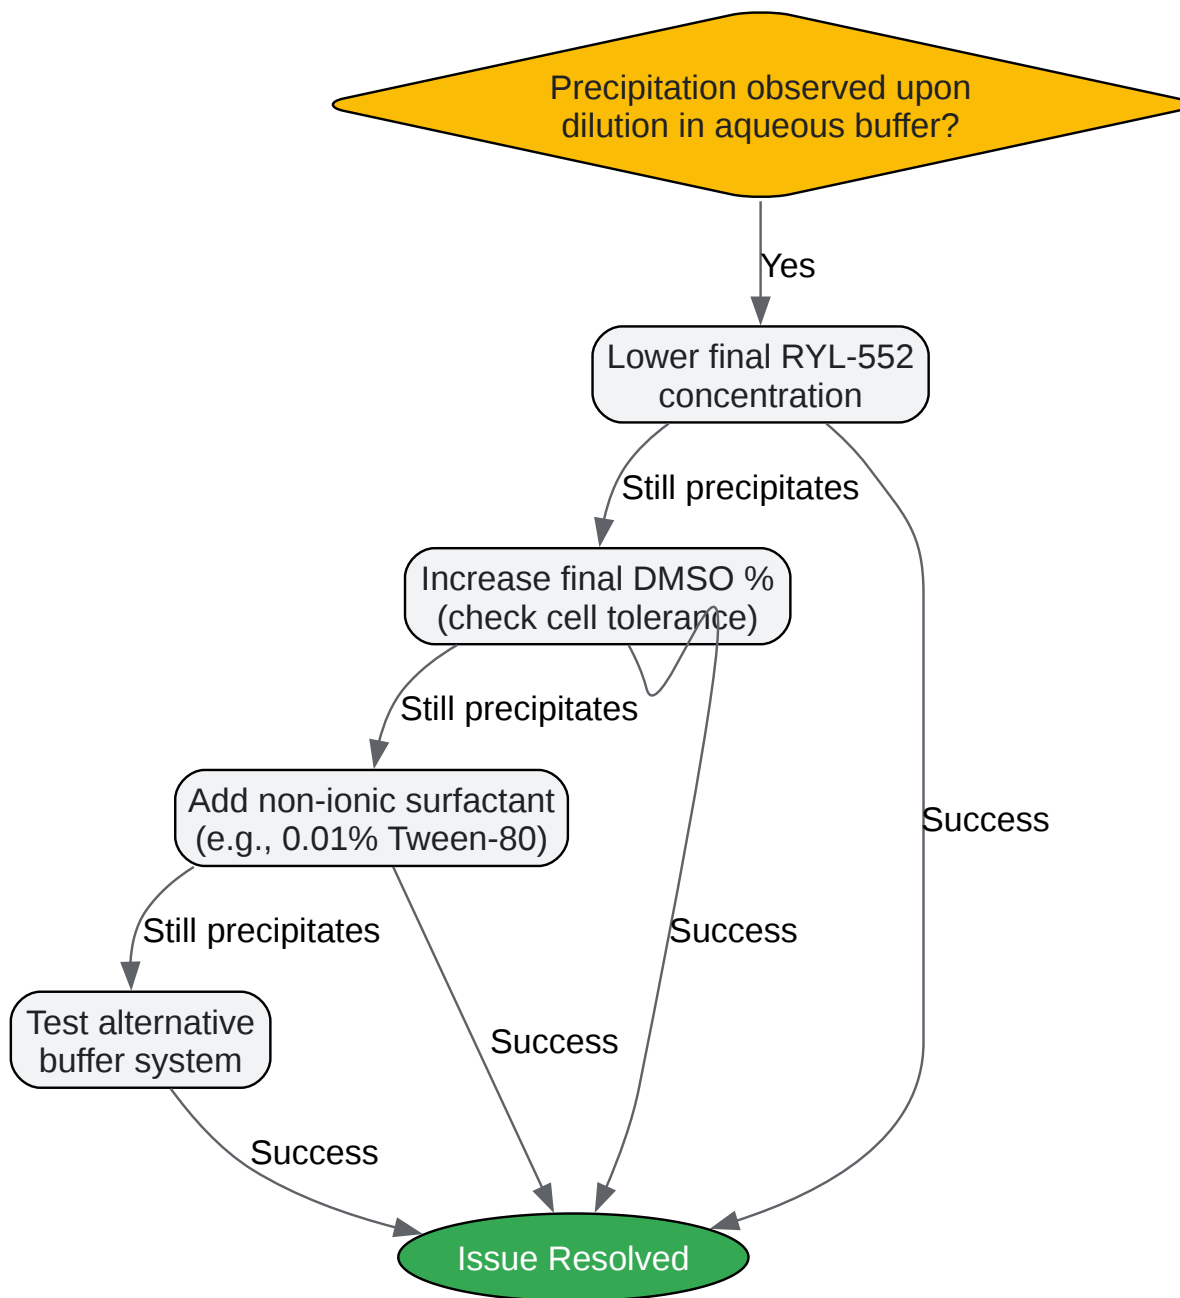 Precipitation observed upon
dilution in aqueous buffer?
Yes
Lower final RYL-552
concentration
Still precipitates
Increase final DMSO %
(check cell tolerance)
Still precipitates
Add non-ionic surfactant
(e.g., 0.01% Tween-80)
Success
Still precipitates
Success
Test alternative
buffer system
Success
Success
Issue Resolved